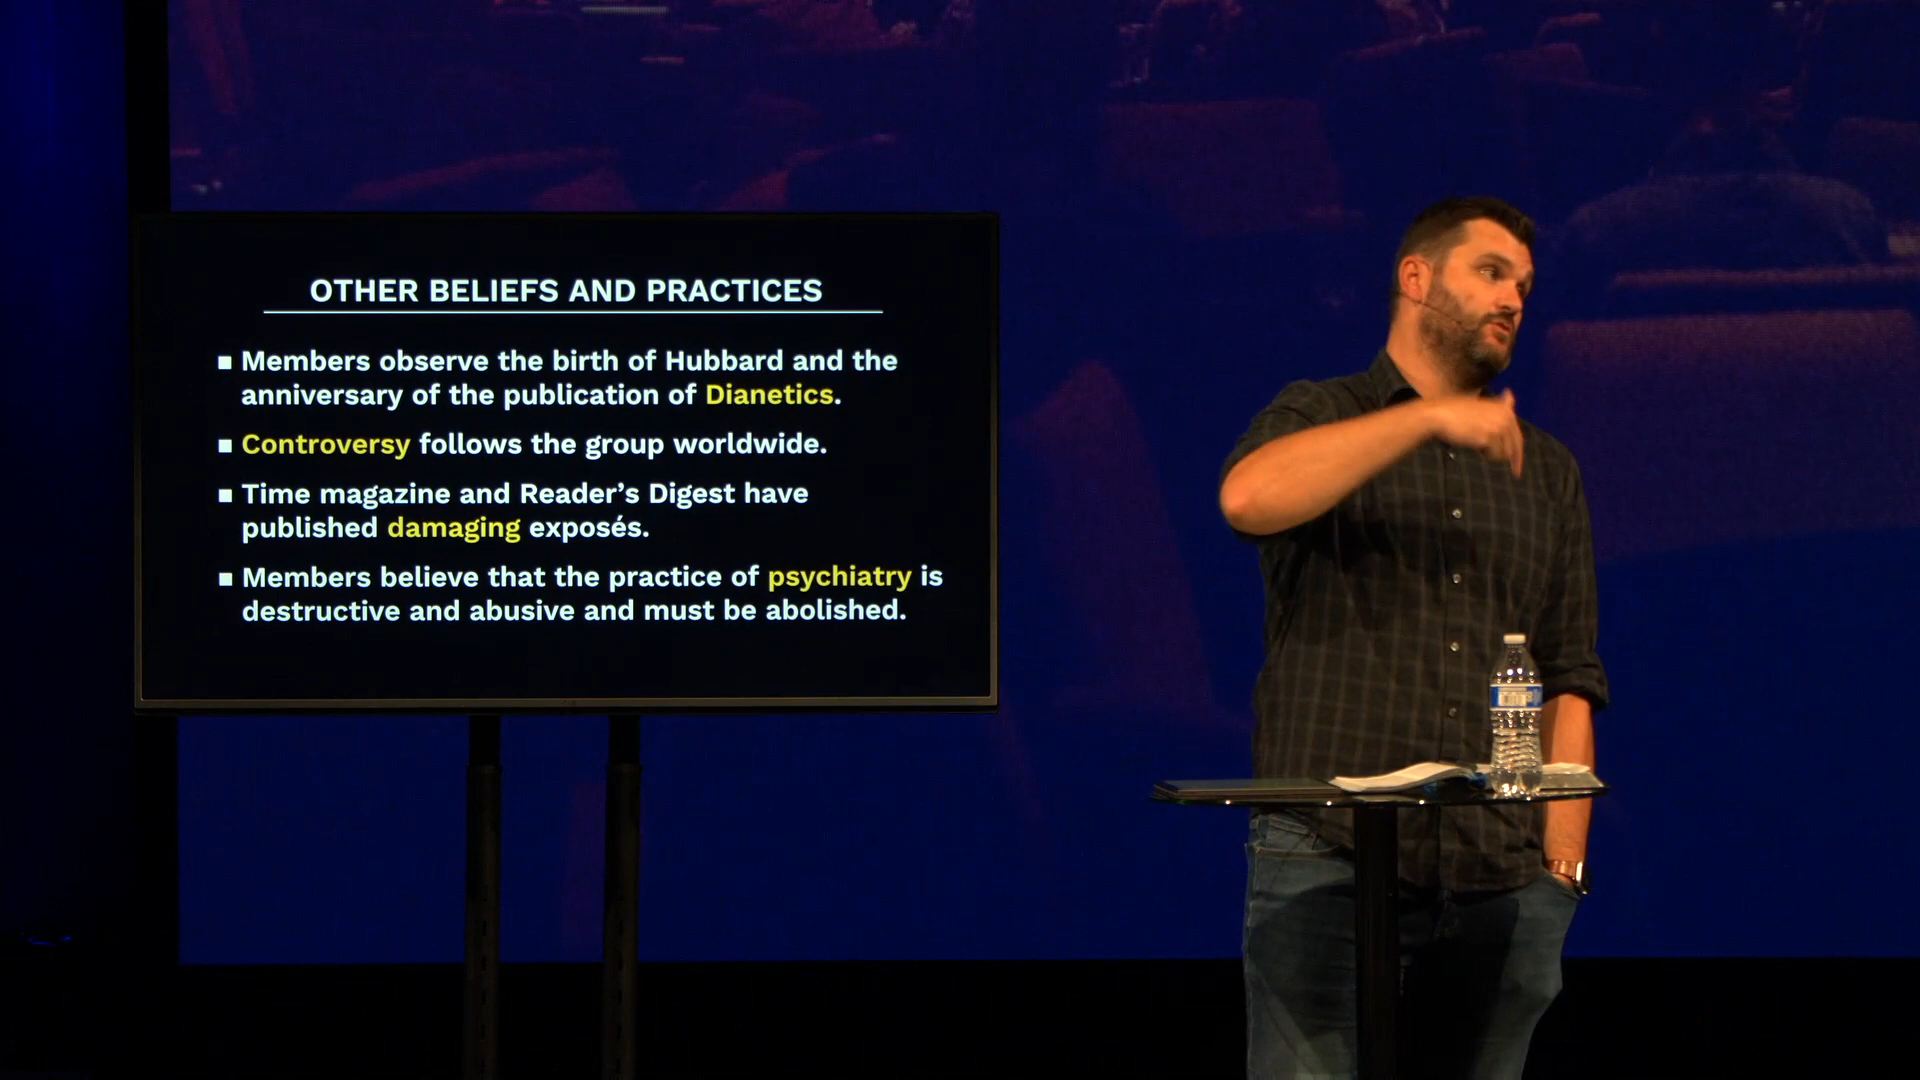 OTHER BELIEFS AND PRACTICES
▪ Members observe the birth of Hubbard and the
anniversary of the publication of Dianetics.
▪ Controversy follows the group worldwide.
▪ Time magazine and Reader’s Digest have
published damaging exposés.
▪ Members believe that the practice of psychiatry is
destructive and abusive and must be abolished.